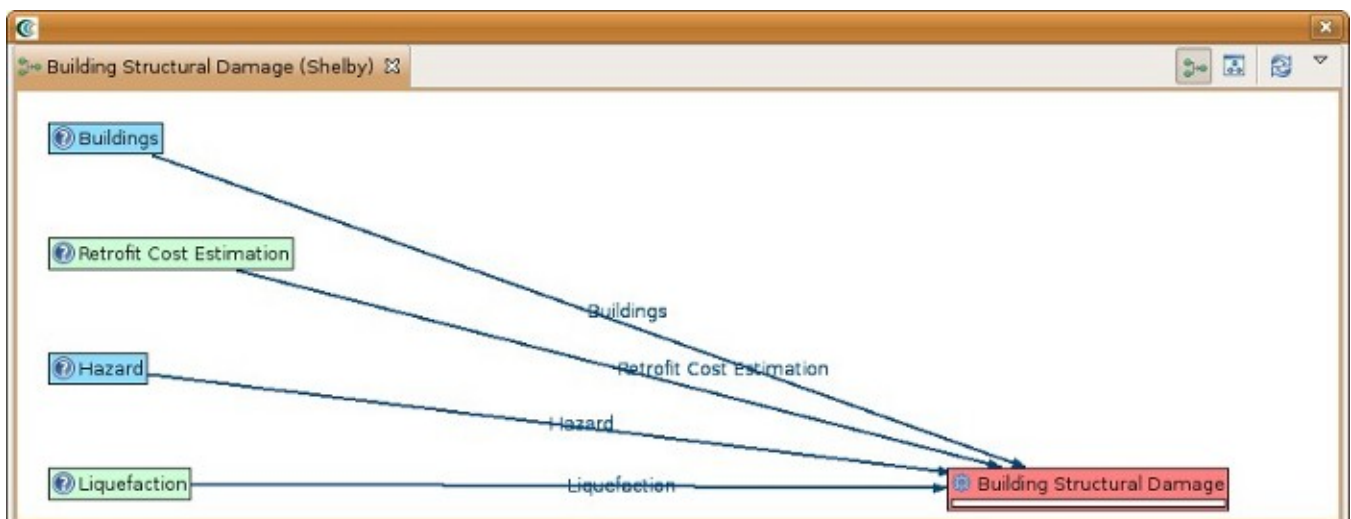 Building Structural Damage (Shelby)
Buildings
Retrofit Cost Estimation
Buildings
Hazard
Retrofit Cost Estimation
Hazard
Liquefaction
Liquefaction
Building Structural Damage